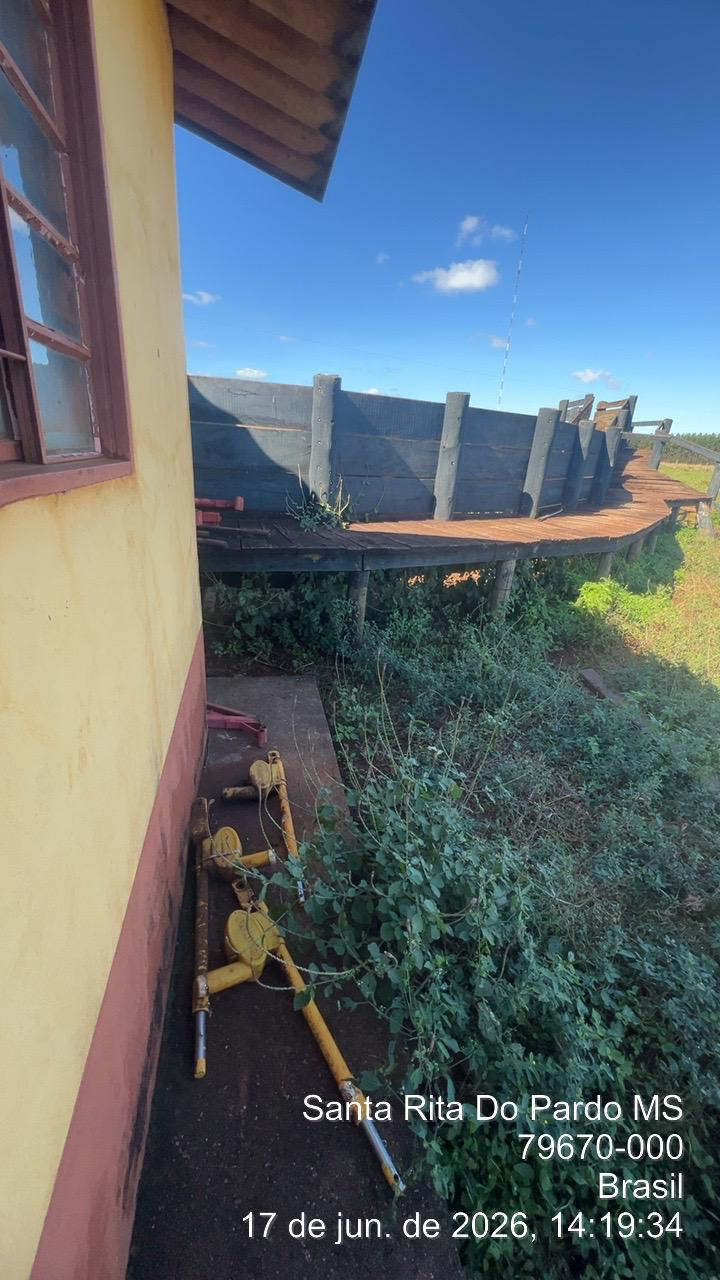 Santa Rita Do Pardo MS
79670-000
Brasil
17 de jun. de 2026, 14:19:34